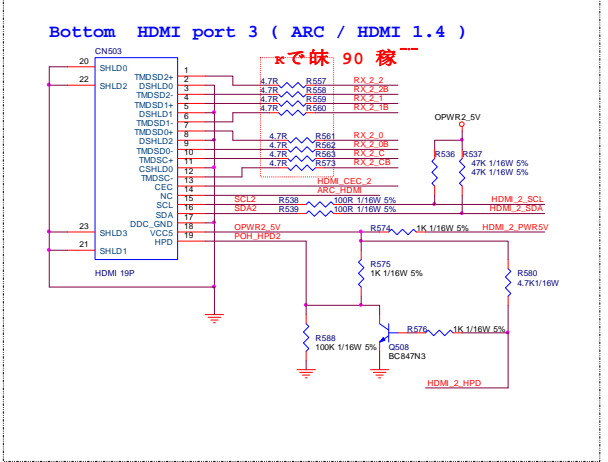 Bottom HDMI port 3 ( ARC / HDMI 1.4 )
CN503
で 皌 90 稼
20 SHLD0
22 SHLD2
23 SHLD3
21 SHLD1
1 TMDSD2+
2 DSHLD0
3 TMDSD2-
4 TMDSD1+
5 DSHLD1
6 TMDSD1-
7 TMDSD0+
8 DSHLD2
9 TMDSD0-
10 TMDSC+
11 CSHLD0
12 TMDSC-
13 CEC
14 NC
15 SCL
16 SDA
17 DDC_GND
18 VCC5
19 HPD
HDMI 19P
4.7R R557 RX_2_2
4.7R R558 RX_2_2B
4.7R R559 RX_2_1
4.7R R560 RX_2_1B
4.7R R561 RX_2_0
4.7R R562 RX_2_0B
4.7R R563 RX_2_C
4.7R R573 RX_2_CB
HDMI_CEC_2
ARC_HDMI
SCL2 R538 100R 1/16W 5% HDMI_2_SCL
SDA2 R539 100R 1/16W 5% HDMI_2_SDA
OPWR2_5V
R536 R537
47K 1/16W 5%
47K 1/16W 5%
OPWR2_5V R574 1K 1/16W 5% HDMI_2_PWR5V
POH_HPD2
R575
1K 1/16W 5%
R580
4.7K1/16W
R588
100K 1/16W 5%
R576 1K 1/16W 5%
Q508
BC847N3
HDMI_2_HPD